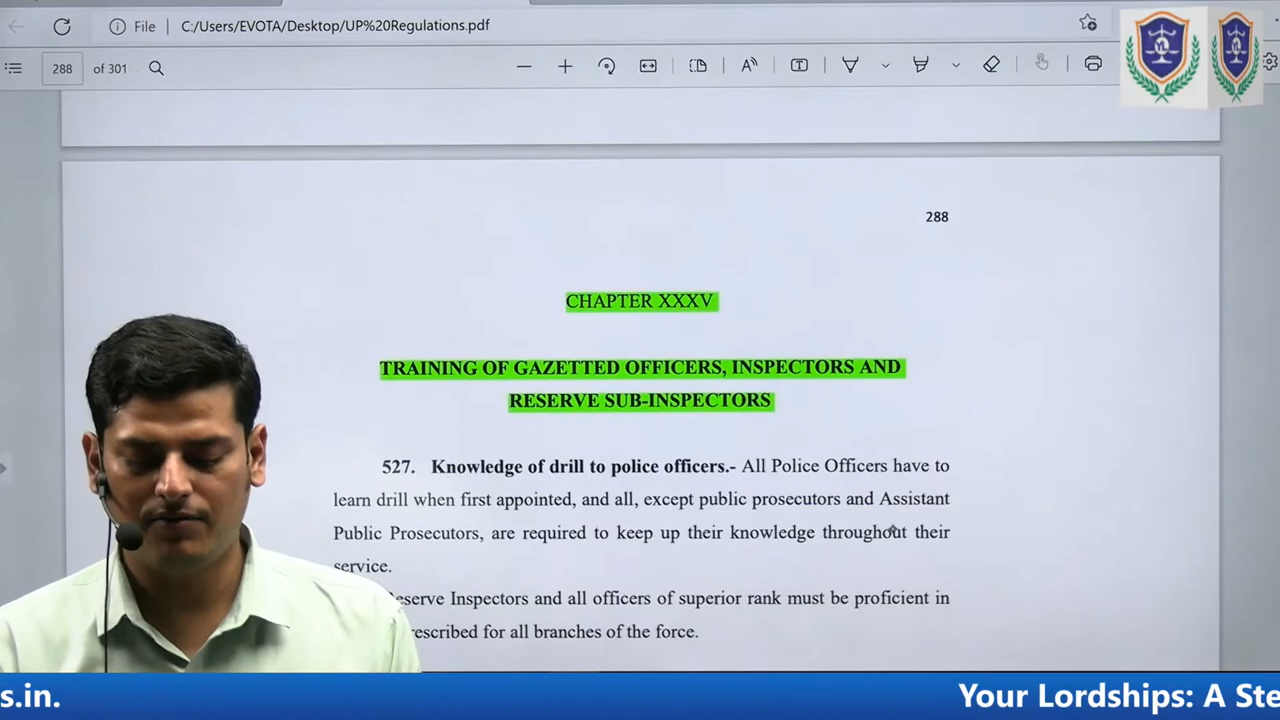 File
C:/Users/EVOTA/Desktop/UP%20Regulations.pdf
288 of 301
288
CHAPTER XXXV
TRAINING OF GAZETTED OFFICERS, INSPECTORS AND
RESERVE SUB-INSPECTORS
527. Knowledge of drill to police officers.- All Police Officers have to
learn drill when first appointed, and all, except public prosecutors and Assistant
Public Prosecutors, are required to keep up their knowledge throughout their
service.
eserve Inspectors and all officers of superior rank must be proficient in
rescribed for all branches of the force.
s.in.
Your Lordships: A Ste